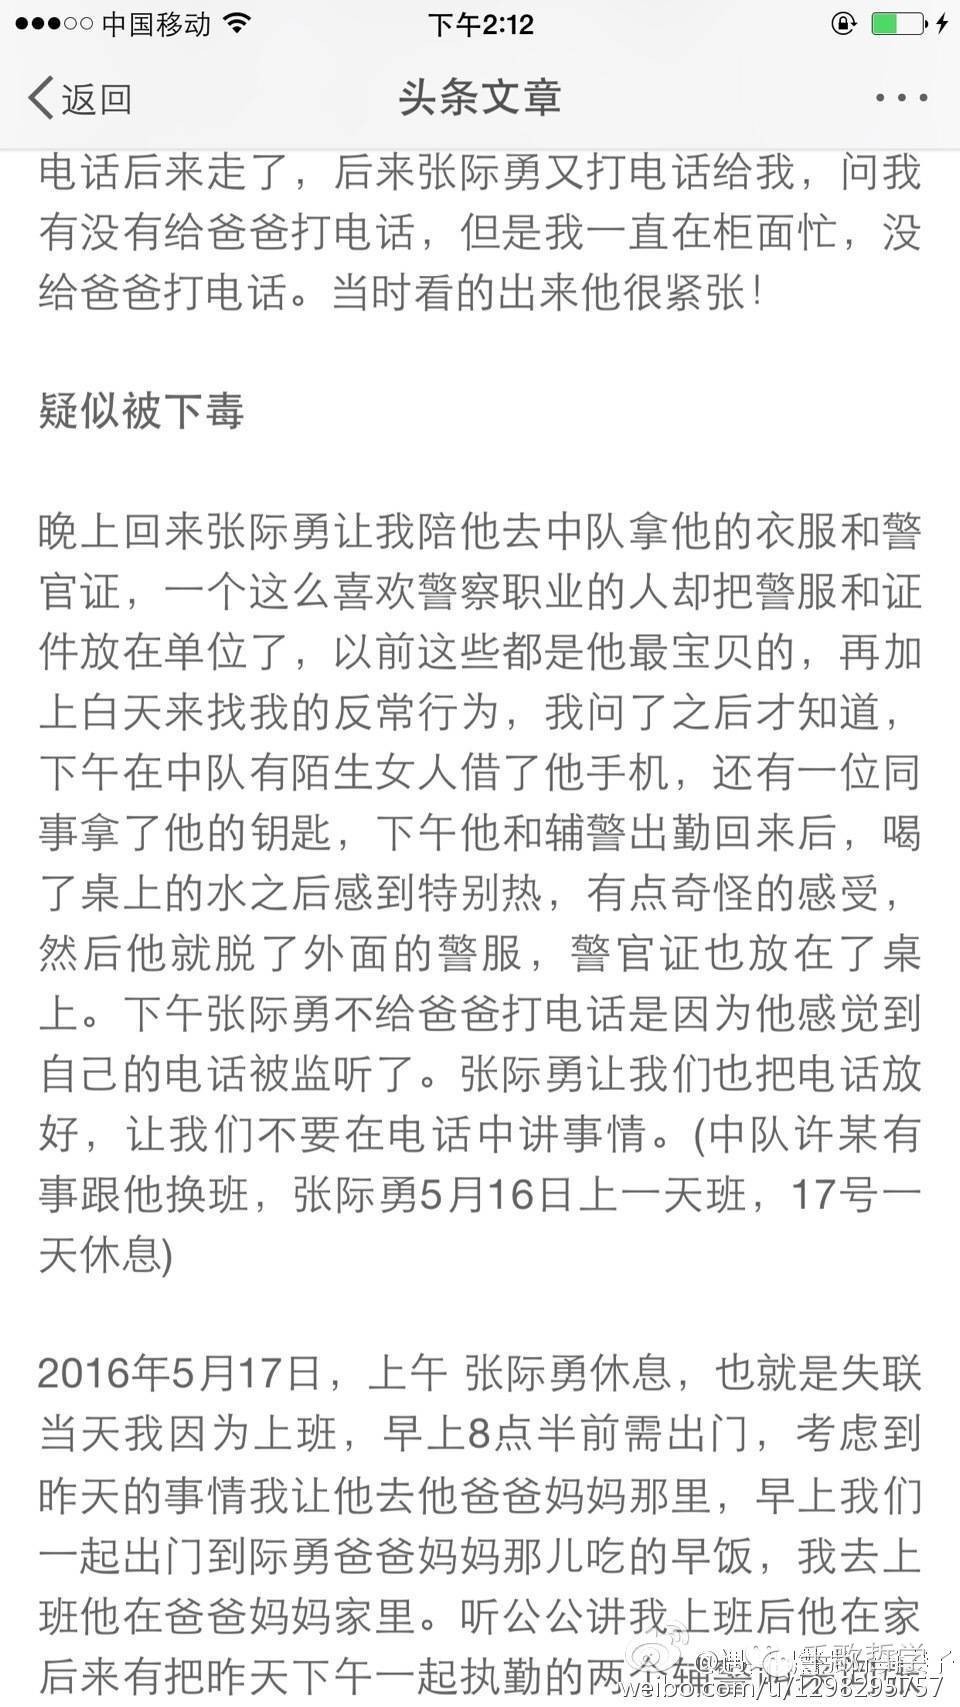 中国移动 下午2:12
返回 头条文章
电话后来走了，后来张际勇又打电话给我，问我
有没有给爸爸打电话，但是我一直在柜面忙，没
给爸爸打电话。当时看的出来他很紧张！
疑似被下毒
晚上回来张际勇让我陪他去中队拿他的衣服和警
官证，一个这么喜欢警察职业的人却把警服和证
件放在单位了，以前这些都是他最宝贝的，再加
上白天来找我的反常行为，我问了之后才知道，
下午在中队有陌生女人借了他手机，还有一位同
事拿了他的钥匙，下午他和辅警出勤回来后，喝
了桌上的水之后感到特别热，有点奇怪的感受，
然后他就脱了外面的警服，警官证也放在了桌
上。下午张际勇不给爸爸打电话是因为他感觉到
自己的电话被监听了。张际勇让我们也把电话放
好，让我们不要在电话中讲事情。(中队许某有
事跟他换班，张际勇5月16日上一天班，17号一
天休息)
2016年5月17日，上午 张际勇休息，也就是失联
当天我因为上班，早上8点半前需出门，考虑到
昨天的事情我让他去他爸爸妈妈那里，早上我们
一起出门到际勇爸爸妈妈那儿吃的早饭，我去上
班他在爸爸妈妈家里。听公公讲我上班后他在家
后来有把昨天下午一起执勤的两个辅警
weibo.com/u/1298295757